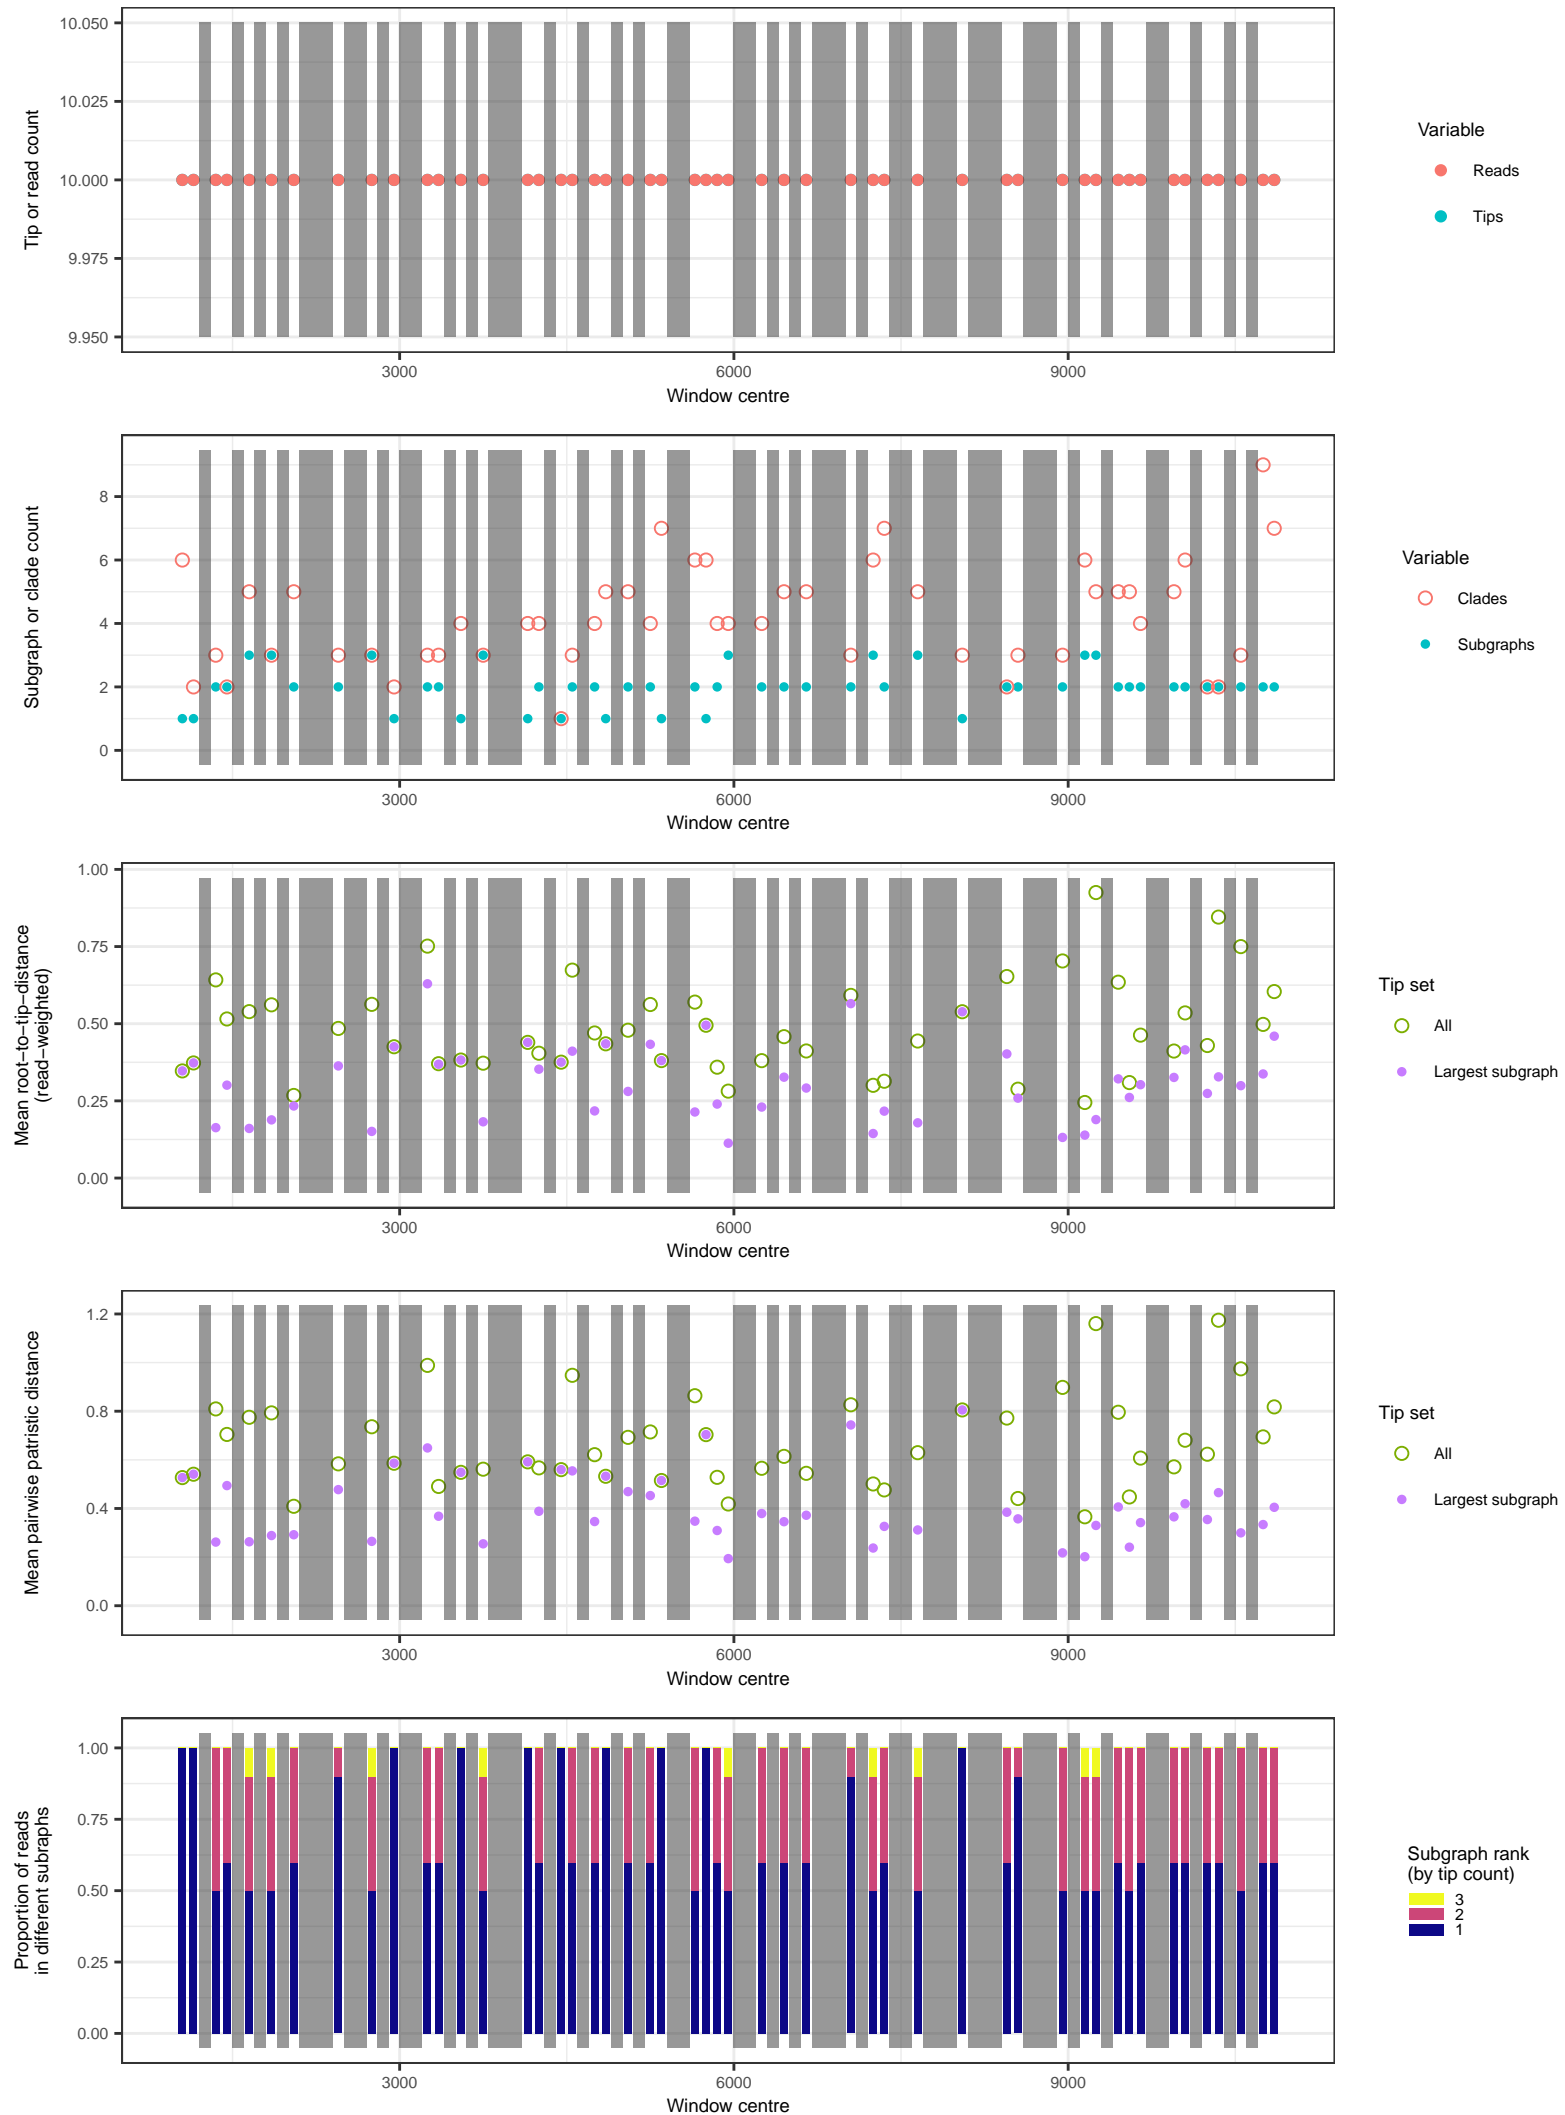 Tip or read count
10.050
10.025
10.000
9.975
9.950
3000 6000 9000
Window centre
Variable
Reads
Tips
Subgraph or clade count
8
6
4
2
0
3000 6000 9000
Window centre
Variable
Clades
Subgraphs
Mean root−to−tip−distance
(read−weighted)
1.00
0.75
0.50
0.25
0.00
3000 6000 9000
Window centre
Tip set
All
Largest subgraph
Mean pairwise patristic distance
1.2
0.8
0.4
0.0
3000 6000 9000
Window centre
Tip set
All
Largest subgraph
Proportion of reads
in different subraphs
1.00
0.75
0.50
0.25
0.00
3000 6000 9000
Window centre
Subgraph rank
(by tip count)
3
2
1